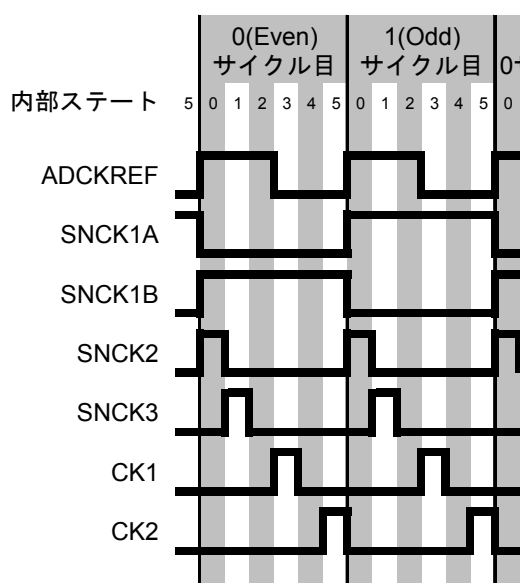 0(Even) 1(Odd)
サイクル目 サイクル目 0
内部ステート 5 0 1 2 3 4 5 0 1 2 3 4 5 0
ADCKREF
SNCK1A
SNCK1B
SNCK2
SNCK3
CK1
CK2